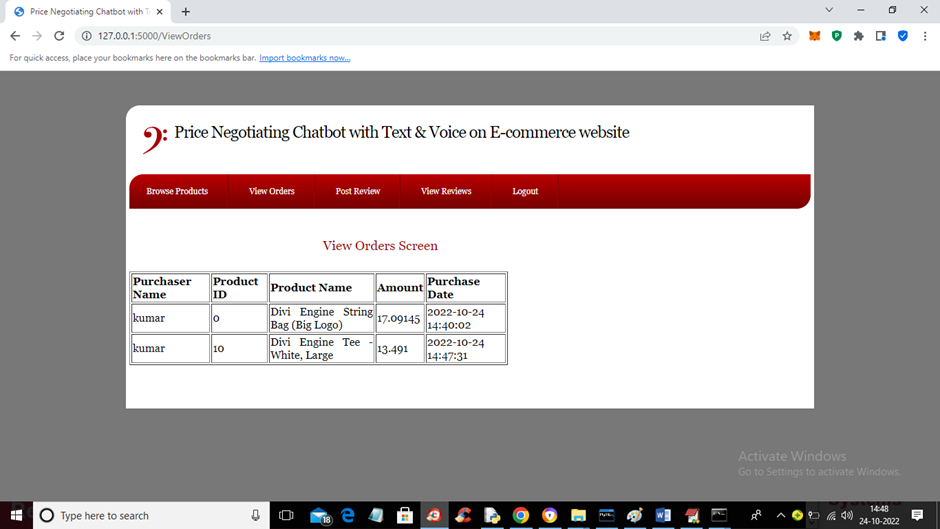 Price Negotiating Chatbot with T
127.0.0.1:5000/ViewOrders
For quick access, place your bookmarks here on the bookmarks bar. Import bookmarks now...
Price Negotiating Chatbot with Text & Voice on E-commerce website
Browse Products View Orders Post Review View Reviews Logout
View Orders Screen
Purchaser Name Product ID Product Name Amount Purchase Date
kumar 0 Divi Engine String Bag (Big Logo) 17.09145 2022-10-24 14:40:02
kumar 10 Divi Engine Tee - White, Large 13.491 2022-10-24 14:47:31
Activate Windows
Go to Settings to activate Windows.
Type here to search
18
14:48
24-10-2022